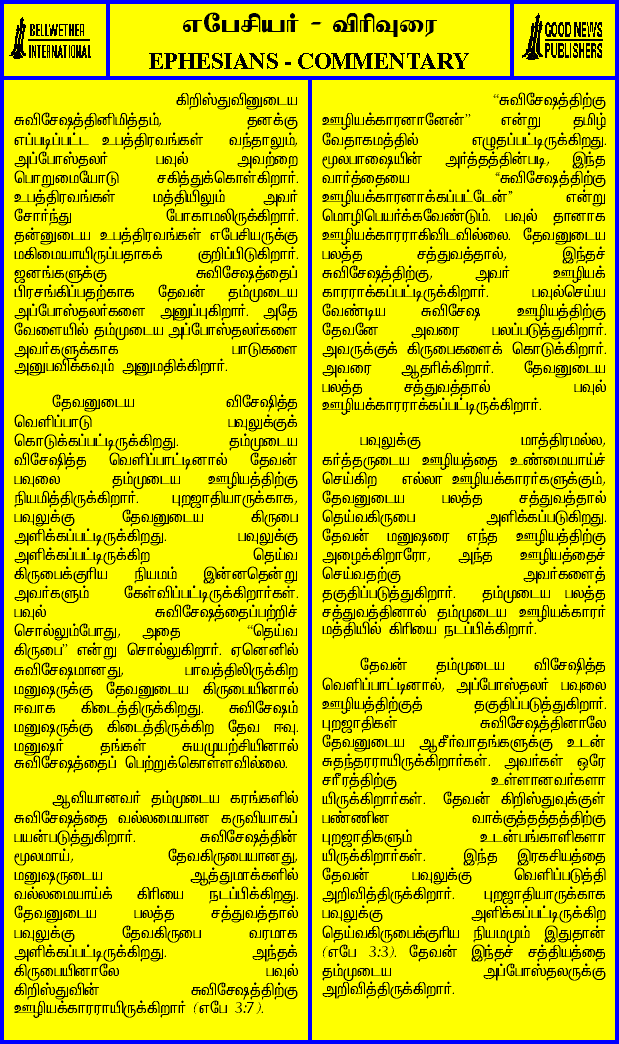 BELLWETHER
INTERNATIONAL
எபேசியர் - விரிவுரை
EPHESIANS - COMMENTARY
GOOD NEWS
PUBLISHERS
கிறிஸ்துவினுடைய
சுவிசேஷத்தினிமித்தம், தனக்கு
எப்படிப்பட்ட உபத்திரவங்கள் வந்தாலும்,
அப்போஸ்தலர் பவுல் அவற்றை
பொறுமையோடு சகித்துக்கொள்கிறார்.
உபத்திரவங்கள் மத்தியிலும் அவர்
சோர்ந்து போகாமலிருக்கிறார்.
தன்னுடைய உபத்திரவங்கள் எபேசியருக்கு
மகிமையாயிருப்பதாகக் குறிப்பிடுகிறார்.
ஜனங்களுக்கு சுவிசேஷத்தைப்
பிரசங்கிப்பதற்காக தேவன் தம்முடைய
அப்போஸ்தலர்களை அனுப்புகிறார். அதே
வேளையில் தம்முடைய அப்போஸ்தலர்களை
அவர்களுக்காக பாடுகளை
அனுபவிக்கவும் அனுமதிக்கிறார்.
தேவனுடைய விசேஷித்த
வெளிப்பாடு பவுலுக்குக்
கொடுக்கப்பட்டிருக்கிறது. தம்முடைய
விசேஷித்த வெளிப்பாட்டினால் தேவன்
பவுலை தம்முடைய ஊழியத்திற்கு
நியமித்திருக்கிறார். புறஜாதியாருக்காக,
பவுலுக்கு தேவனுடைய கிருபை
அளிக்கப்பட்டிருக்கிறது. பவுலுக்கு
அளிக்கப்பட்டிருக்கிற தெய்வ
கிருபைக்குரிய நியமம் இன்னதென்று
அவர்களும் கேள்விப்பட்டிருக்கிறார்கள்.
பவுல் சுவிசேஷத்தைப்பற்றிச்
சொல்லும்போது, அதை “தெய்வ
கிருபை” என்று சொல்லுகிறார். ஏனெனில்
சுவிசேஷமானது, பாவத்திலிருக்கிற
மனுஷருக்கு தேவனுடைய கிருபையினால்
ஈவாக கிடைத்திருக்கிறது. சுவிசேஷம்
மனுஷருக்கு கிடைத்திருக்கிற தேவ ஈவு.
மனுஷர் தங்கள் சுயமுயற்சியினால்
சுவிசேஷத்தைப் பெற்றுக்கொள்ளவில்லை.
ஆவியானவர் தம்முடைய கரங்களில்
சுவிசேஷத்தை வல்லமையான கருவியாகப்
பயன்படுத்துகிறார். சுவிசேஷத்தின்
மூலமாய், தேவகிருபையானது,
மனுஷருடைய ஆத்துமாக்களில்
வல்லமையாய்க் கிரியை நடப்பிக்கிறது.
தேவனுடைய பலத்த சத்துவத்தால்
பவுலுக்கு தேவகிருபை வரமாக
அளிக்கப்பட்டிருக்கிறது. அந்தக்
கிருபையினாலே பவுல்
கிறிஸ்துவின் சுவிசேஷத்திற்கு
ஊழியக்காரராயிருக்கிறார் (எபே 3:7).
“சுவிசேஷத்திற்கு
ஊழியக்காரனானேன்” என்று தமிழ்
வேதாகமத்தில் எழுதப்பட்டிருக்கிறது.
மூலபாஷையின் அர்த்தத்தின்படி, இந்த
வார்த்தையை “சுவிசேஷத்திற்கு
ஊழியக்காரனாக்கப்பட்டேன்” என்று
மொழிபெயர்க்கவேண்டும். பவுல் தானாக
ஊழியக்காரராகிவிடவில்லை. தேவனுடைய
பலத்த சத்துவத்தால், இந்தச்
சுவிசேஷத்திற்கு, அவர் ஊழியக்
காரராக்கப்பட்டிருக்கிறார். பவுல்செய்ய
வேண்டிய சுவிசேஷ ஊழியத்திற்கு
தேவனே அவரை பலப்படுத்துகிறார்.
அவருக்குக் கிருபைகளைக் கொடுக்கிறார்.
அவரை ஆதரிக்கிறார். தேவனுடைய
பலத்த சத்துவத்தால் பவுல்
ஊழியக்காரராக்கப்பட்டிருக்கிறார்.
பவுலுக்கு மாத்திரமல்ல,
கர்த்தருடைய ஊழியத்தை உண்மையாய்ச்
செய்கிற எல்லா ஊழியக்காரர்களுக்கும்,
தேவனுடைய பலத்த சத்துவத்தால்
தெய்வகிருபை அளிக்கப்படுகிறது.
தேவன் மனுஷரை எந்த ஊழியத்திற்கு
அழைக்கிறாரோ, அந்த ஊழியத்தைச்
செய்வதற்கு அவர்களைத்
தகுதிப்படுத்துகிறார். தம்முடைய பலத்த
சத்துவத்தினால் தம்முடைய ஊழியக்காரர்
மத்தியில் கிரியை நடப்பிக்கிறார்.
தேவன் தம்முடைய விசேஷித்த
வெளிப்பாட்டினால், அப்போஸ்தலர் பவுலை
ஊழியத்திற்குத் தகுதிப்படுத்துகிறார்.
புறஜாதிகள் சுவிசேஷத்தினாலே
தேவனுடைய ஆசீர்வாதங்களுக்கு உடன்
சுதந்தரராயிருக்கிறார்கள். அவர்கள் ஒரே
சரீரத்திற்கு உள்ளானவர்களா
யிருக்கிறார்கள். தேவன் கிறிஸ்துவுக்குள்
பண்ணின வாக்குத்தத்தத்திற்கு
புறஜாதிகளும் உடன்பங்காளிகளா
யிருக்கிறார்கள். இந்த இரகசியத்தை
தேவன் பவுலுக்கு வெளிப்படுத்தி
அறிவித்திருக்கிறார். புறஜாதியாருக்காக
பவுலுக்கு அளிக்கப்பட்டிருக்கிற
தெய்வகிருபைக்குரிய நியமமும் இதுதான்
(எபே 3:3). தேவன் இந்தச் சத்தியத்தை
தம்முடைய அப்போஸ்தலருக்கு
அறிவித்திருக்கிறார்.